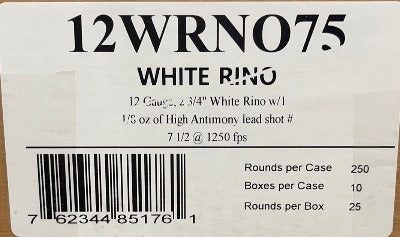 12WRNO75
WHITE RINO
12 Gauge, 2 3/4" White Rino w/1
1/8 oz of High Antimony lead shot #
7 1/2 @ 1250 fps
Rounds per Case 250
Boxes per Case 10
Rounds per Box 25
7 62344 85176 1